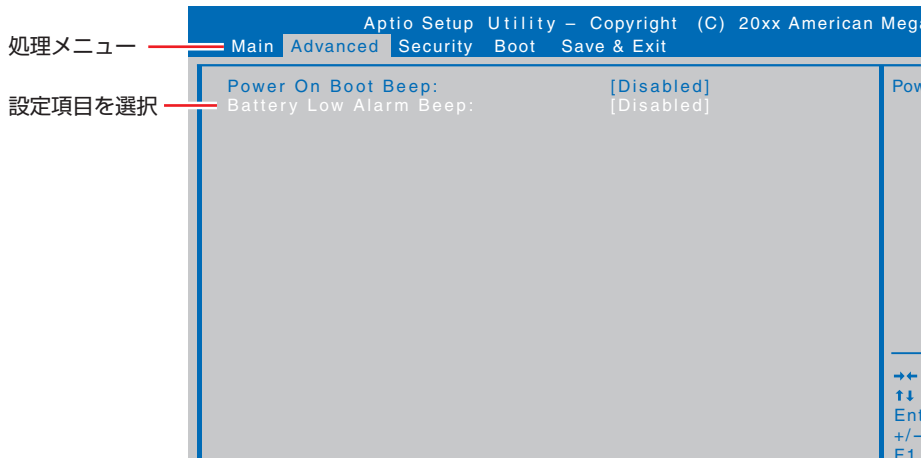 Aptio Setup Utility – Copyright (C) 20xx American Mega
処理メニュー
Main Advanced Security Boot Save & Exit
Power On Boot Beep: [Disabled]
Pow
設定項目を選択
Battery Low Alarm Beep: [Disabled]
→←
↑↓
Ent
+/−
F1